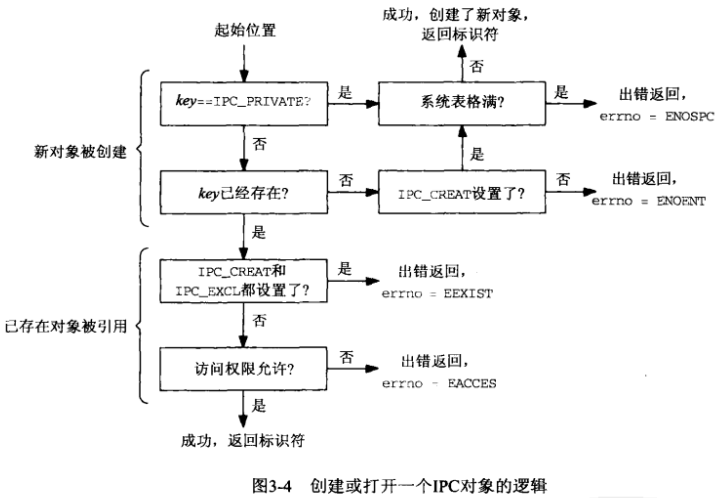 成功，创建了新对象，
返回标识符
起始位置
否
key==IPC_PRIVATE?
是
系统表格满?
是
出错返回，
errno = ENOSPC
新对象被创建
否
是
key已经存在?
否
IPC_CREAT设置了?
否
出错返回，
errno = ENOENT
是
IPC_CREAT和
IPC_EXCL都设置了?
是
出错返回，
errno = EEXIST
已存在对象被引用
否
访问权限允许?
否
出错返回，
errno = EACCES
是
成功，返回标识符
图3-4 创建或打开一个IPC对象的逻辑